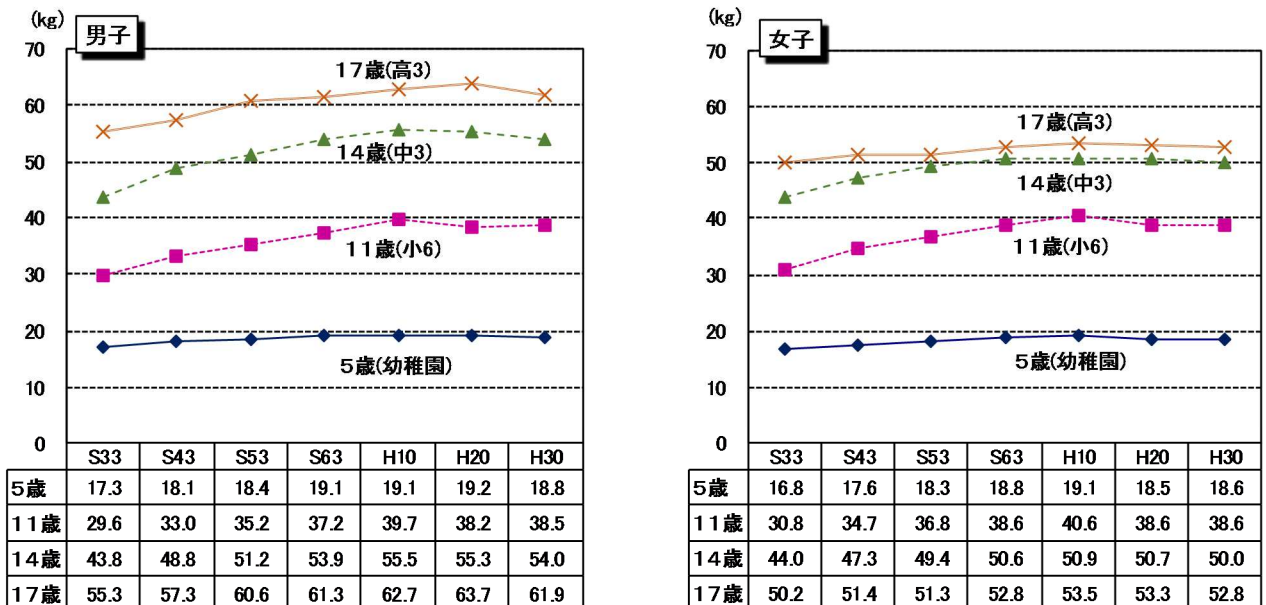 (kg)
男子
70
60
50
40
30
20
10
0
17歳(高3)
14歳(中3)
11歳(小6)
5歳(幼稚園)
S33 S43 S53 S63 H10 H20 H30
5歳 17.3 18.1 18.4 19.1 19.1 19.2 18.8
11歳 29.6 33.0 35.2 37.2 39.7 38.2 38.5
14歳 43.8 48.8 51.2 53.9 55.5 55.3 54.0
17歳 55.3 57.3 60.6 61.3 62.7 63.7 61.9
(kg)
女子
70
60
50
40
30
20
10
0
17歳(高3)
14歳(中3)
11歳(小6)
5歳(幼稚園)
S33 S43 S53 S63 H10 H20 H30
5歳 16.8 17.6 18.3 18.8 19.1 18.5 18.6
11歳 30.8 34.7 36.8 38.6 40.6 38.6 38.6
14歳 44.0 47.3 49.4 50.6 50.9 50.7 50.0
17歳 50.2 51.4 51.3 52.8 53.5 53.3 52.8